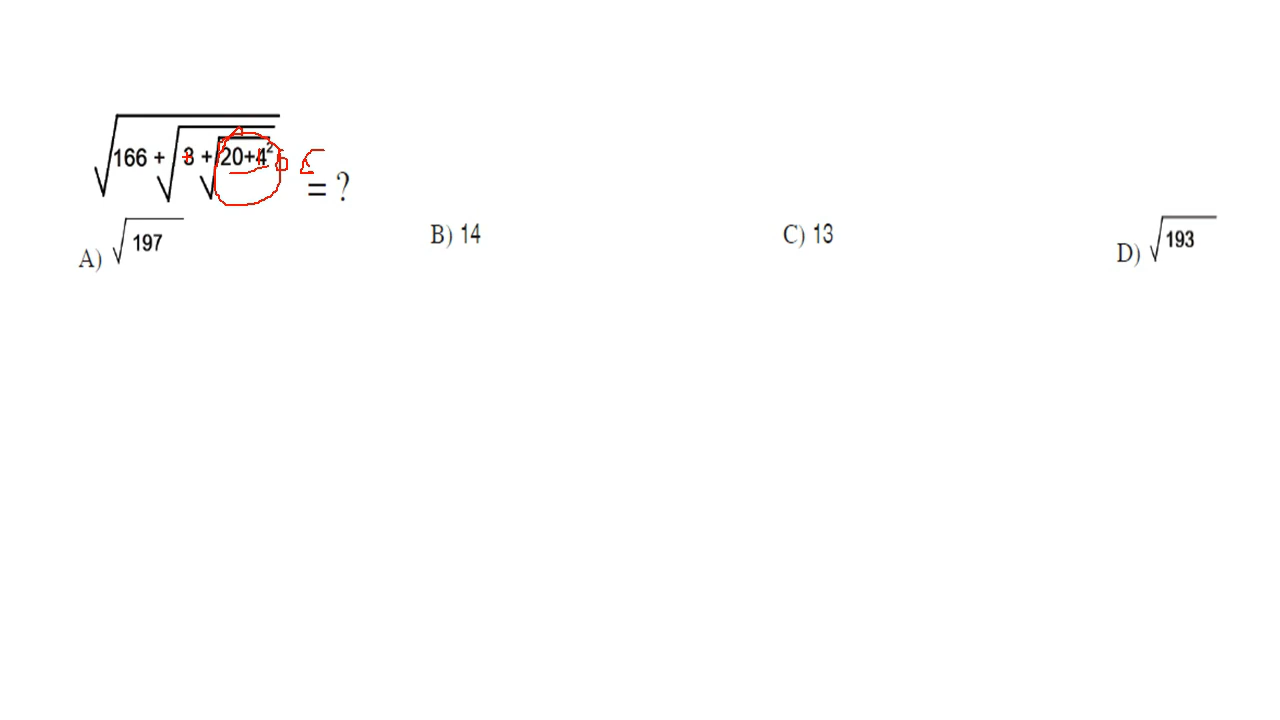 √(166 + √(3 + √(20+4²))) = ?
A) √197
B) 14
C) 13
D) √193